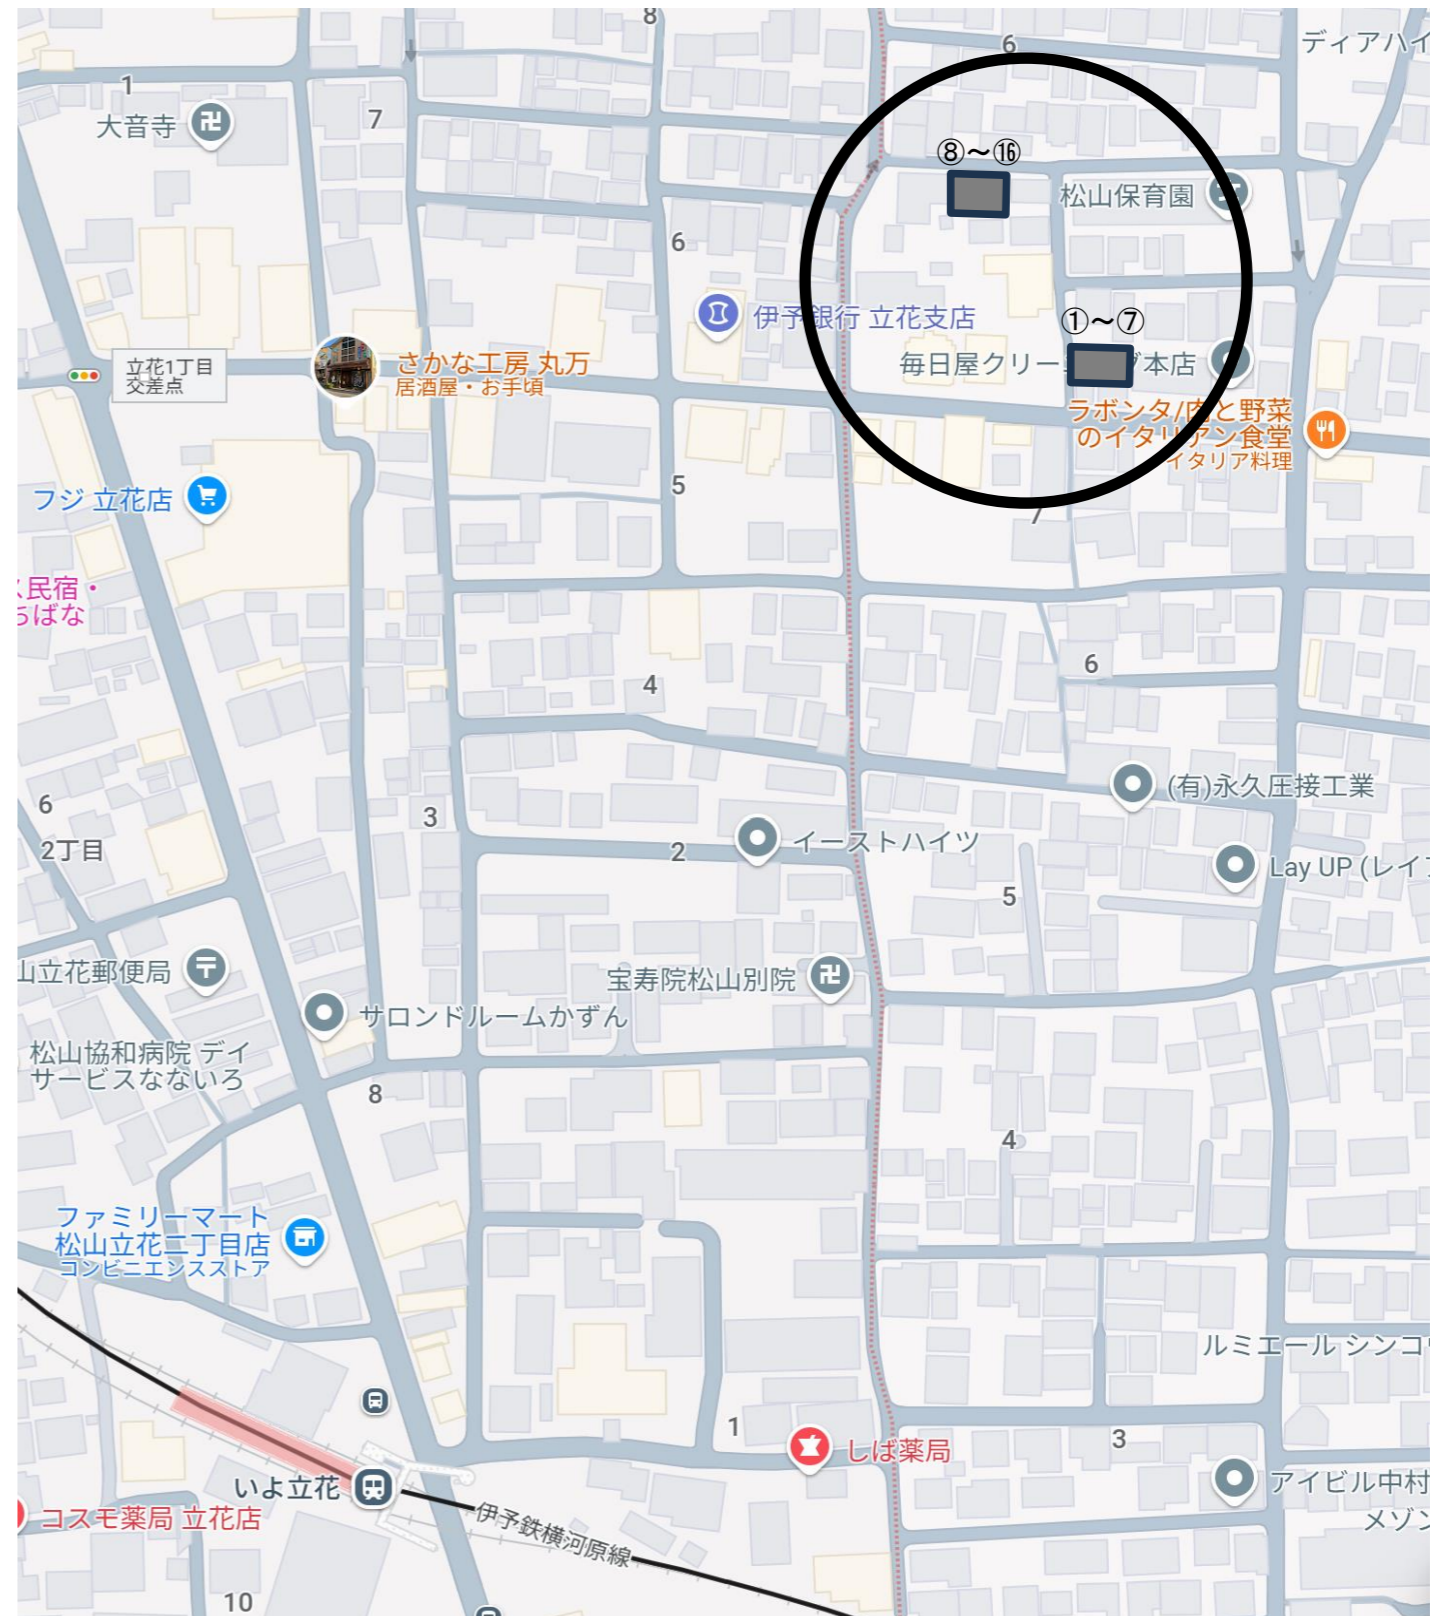 8
6
ディアハイ
1
大音寺
7
⑧～⑯
松山保育園
6
伊予銀行 立花支店
①～⑦
立花1丁目
交差点
さかな工房 丸万
居酒屋・お手頃
毎日屋クリー
本店
ラボンタ/肉と野菜
のイタリアン食堂
イタリア料理
フジ 立花店
5
7
ス民宿・
ちばな
4
6
(有)永久圧接工業
6
3
2丁目
2
イーストハイツ
Lay UP (レイ
5
山立花郵便局
宝寿院松山別院
サロンドルームかずん
松山協和病院 デイ
サービスなないろ
8
4
ファミリーマート
松山立花二丁目店
コンビニエンスストア
ルミエール シンコ
1
しば薬局
3
いよ立花
アイビル中村
コスモ薬局 立花店
伊予鉄横河原線
メゾン
10